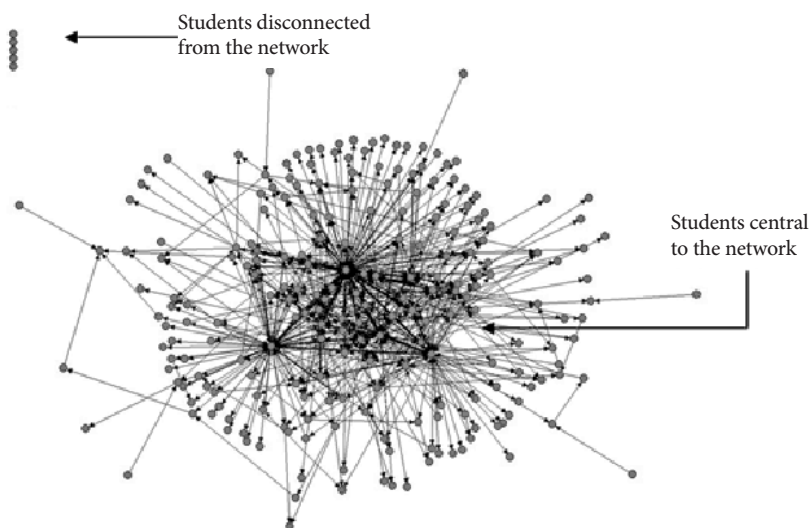 Students disconnected
from the network
Students central
to the network